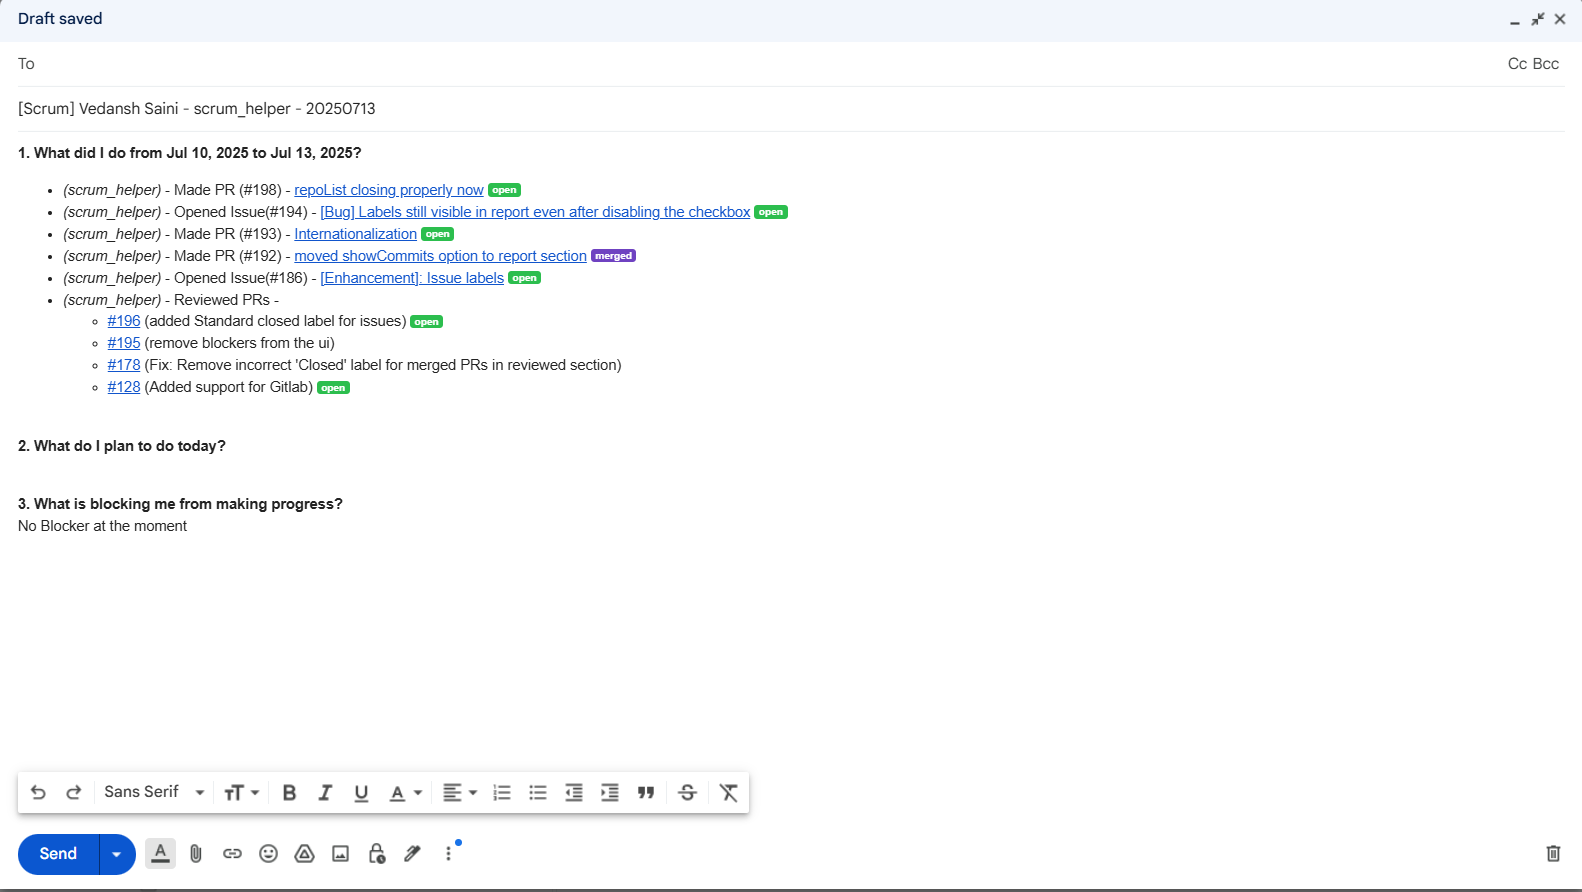 Draft saved
To
Cc Bcc
[Scrum] Vedansh Saini - scrum_helper - 20250713
1. What did I do from Jul 10, 2025 to Jul 13, 2025?
(scrum_helper) - Made PR (#198) - repoList closing properly now open
(scrum_helper) - Opened Issue(#194) - [Bug] Labels still visible in report even after disabling the checkbox open
(scrum_helper) - Made PR (#193) - Internationalization open
(scrum_helper) - Made PR (#192) - moved showCommits option to report section merged
(scrum_helper) - Opened Issue(#186) - [Enhancement]: Issue labels open
(scrum_helper) - Reviewed PRs -
#196 (added Standard closed label for issues) open
#195 (remove blockers from the ui)
#178 (Fix: Remove incorrect 'Closed' label for merged PRs in reviewed section)
#128 (Added support for Gitlab) open
2. What do I plan to do today?
3. What is blocking me from making progress?
No Blocker at the moment
Sans Serif
Send